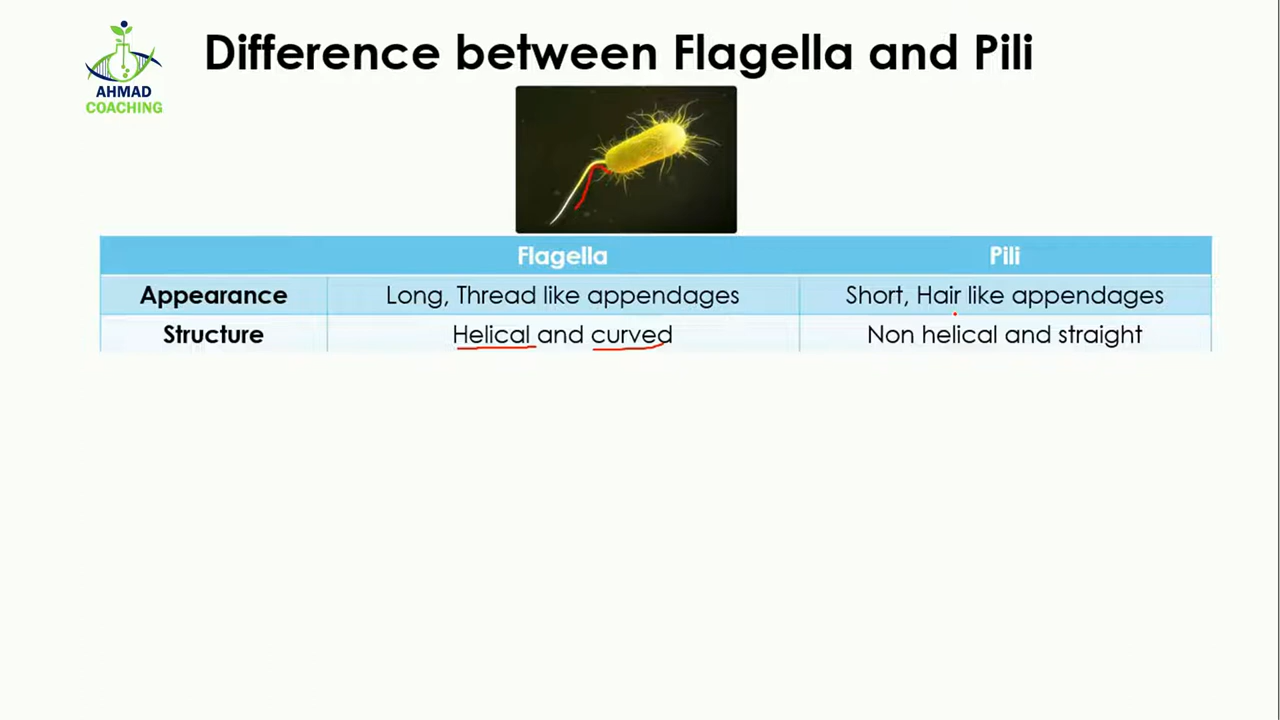 Difference between Flagella and Pili
AHMAD
COACHING
Flagella Pili
Appearance Long, Thread like appendages Short, Hair like appendages
Structure Helical and curved Non helical and straight